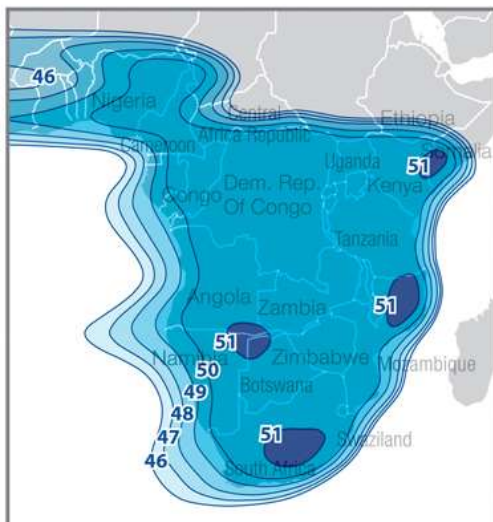 46
Nigeria
Central
Africa Republic
Ethiopia
Cameroon
Somalia
Uganda
51
Kenya
Congo
Dem. Rep.
Of Congo
Tanzania
Angola
Zambia
51
51
Namibia
Zimbabwe
Mozambique
50
Botswana
49
48
47
46
51
Swaziland
South Africa